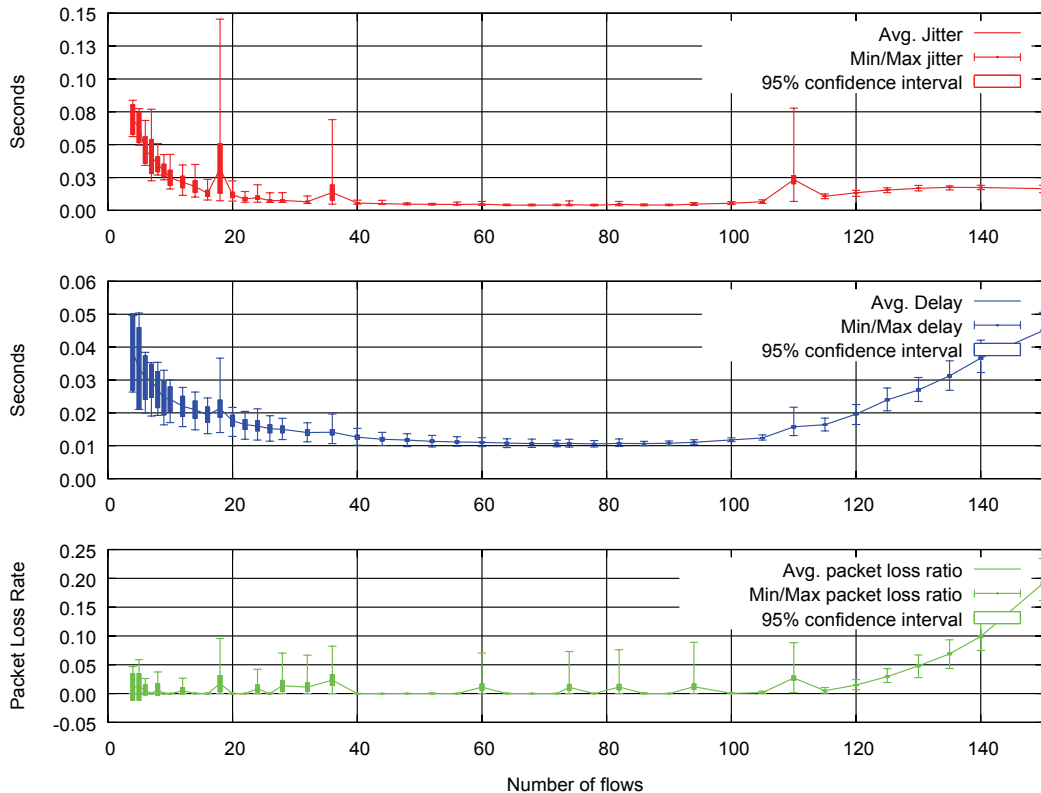 0.15
0.13
0.10
0.08
0.05
0.03
0.00
Seconds
Avg. Jitter
Min/Max jitter
95% confidence interval
0 20 40 60 80 100 120 140
0.06
0.05
0.04
0.03
0.02
0.01
0.00
Seconds
Avg. Delay
Min/Max delay
95% confidence interval
0 20 40 60 80 100 120 140
0.25
0.20
0.15
0.10
0.05
0.00
-0.05
Packet Loss Rate
Avg. packet loss ratio
Min/Max packet loss ratio
95% confidence interval
0 20 40 60 80 100 120 140
Number of flows